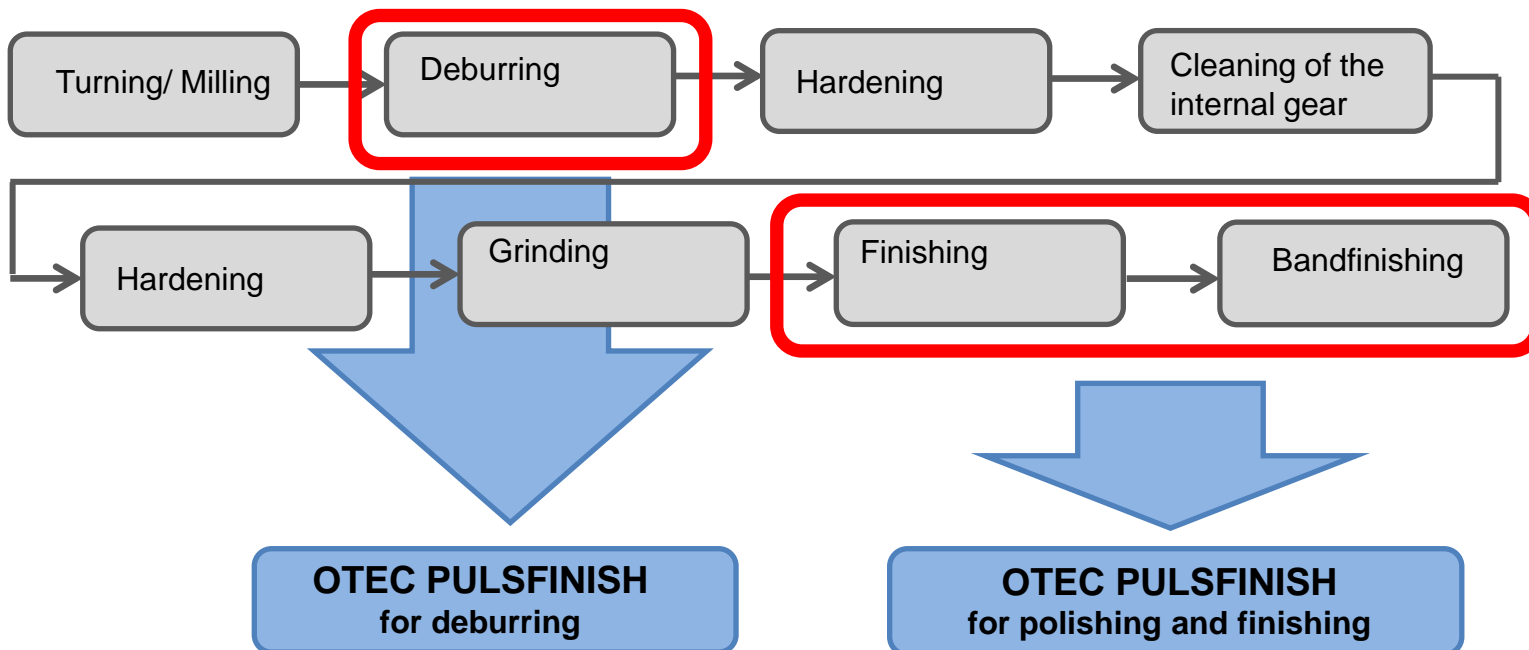 Turning/ Milling
Deburring
Hardening
Cleaning of the
internal gear
Hardening
Grinding
Finishing
Bandfinishing
OTEC PULSFINISH
for deburring
OTEC PULSFINISH
for polishing and finishing